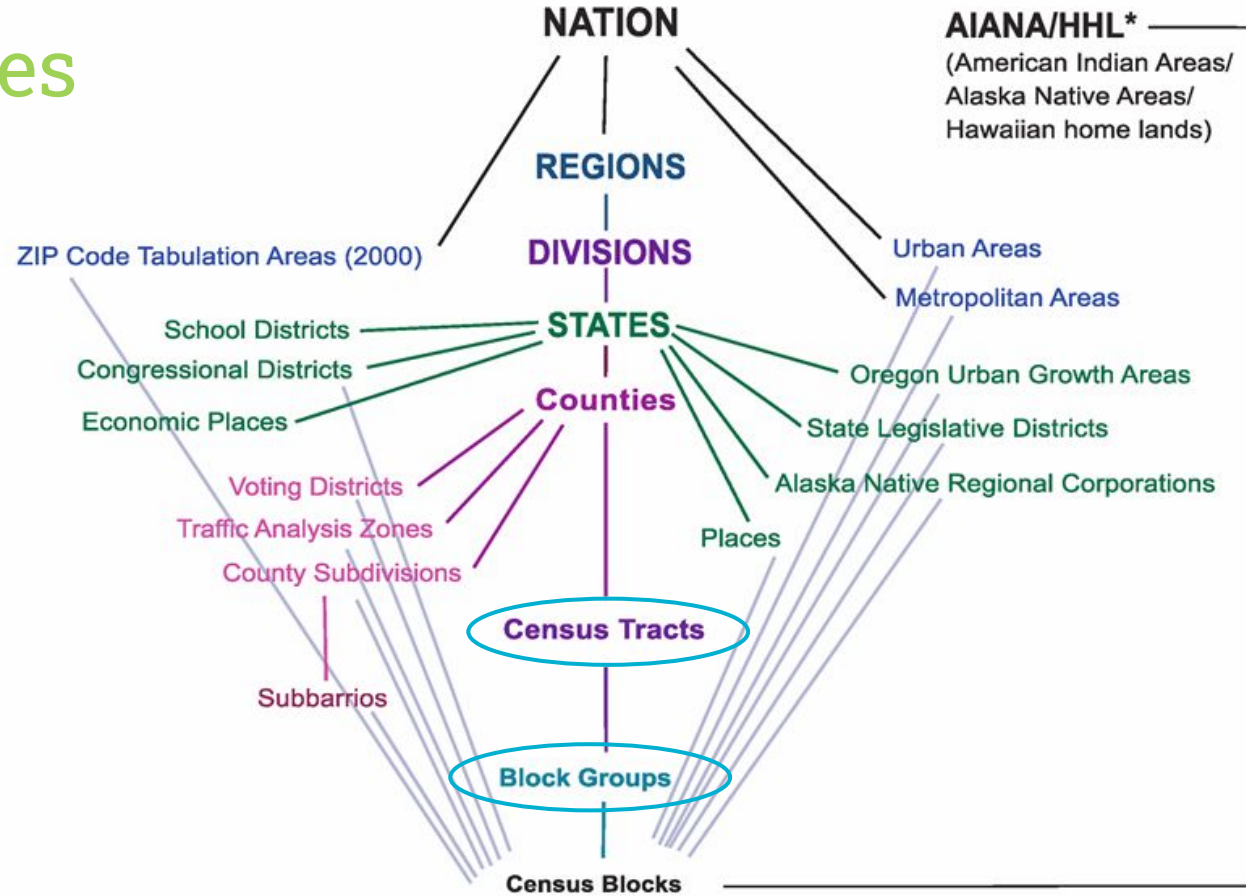 es
NATION
AIANA/HHL*
(American Indian Areas/
Alaska Native Areas/
Hawaiian home lands)
REGIONS
DIVISIONS
ZIP Code Tabulation Areas (2000)
Urban Areas
Metropolitan Areas
STATES
School Districts
Congressional Districts
Economic Places
Oregon Urban Growth Areas
State Legislative Districts
Alaska Native Regional Corporations
Places
Counties
Voting Districts
Traffic Analysis Zones
County Subdivisions
Subbarrios
Census Tracts
Block Groups
Census Blocks